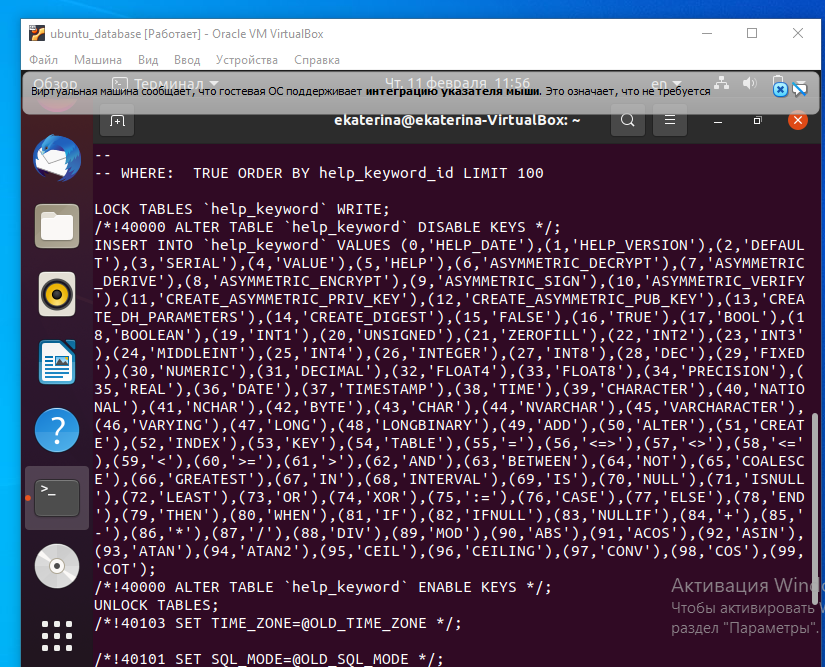 ubuntu_database [Работает] - Oracle VM VirtualBox
Файл Машина Вид Ввод Устройства Справка
Обзор Терминал Чт, 11 февраля 11:56 en
Виртуальная машина сообщает, что гостевая ОС поддерживает интеграцию указателя мыши. Это означает, что не требуется
ekaterina@ekaterina-VirtualBox: ~
--
-- WHERE:  TRUE ORDER BY help_keyword_id LIMIT 100
LOCK TABLES `help_keyword` WRITE;
/*!40000 ALTER TABLE `help_keyword` DISABLE KEYS */;
INSERT INTO `help_keyword` VALUES (0,'HELP_DATE'),(1,'HELP_VERSION'),(2,'DEFAUL
T'),(3,'SERIAL'),(4,'VALUE'),(5,'HELP'),(6,'ASYMMETRIC_DECRYPT'),(7,'ASYMMETRIC
_DERIVE'),(8,'ASYMMETRIC_ENCRYPT'),(9,'ASYMMETRIC_SIGN'),(10,'ASYMMETRIC_VERIFY
'),(11,'CREATE_ASYMMETRIC_PRIV_KEY'),(12,'CREATE_ASYMMETRIC_PUB_KEY'),(13,'CREA
TE_DH_PARAMETERS'),(14,'CREATE_DIGEST'),(15,'FALSE'),(16,'TRUE'),(17,'BOOL'),(1
8,'BOOLEAN'),(19,'INT1'),(20,'UNSIGNED'),(21,'ZEROFILL'),(22,'INT2'),(23,'INT3'
),(24,'MIDDLEINT'),(25,'INT4'),(26,'INTEGER'),(27,'INT8'),(28,'DEC'),(29,'FIXED
'),(30,'NUMERIC'),(31,'DECIMAL'),(32,'FLOAT4'),(33,'FLOAT8'),(34,'PRECISION'),(
35,'REAL'),(36,'DATE'),(37,'TIMESTAMP'),(38,'TIME'),(39,'CHARACTER'),(40,'NATIO
NAL'),(41,'NCHAR'),(42,'BYTE'),(43,'CHAR'),(44,'NVARCHAR'),(45,'VARCHARACTER'),
(46,'VARYING'),(47,'LONG'),(48,'LONGBINARY'),(49,'ADD'),(50,'ALTER'),(51,'CREAT
E'),(52,'INDEX'),(53,'KEY'),(54,'TABLE'),(55,'='),(56,'<=>'),(57,'<>'),(58,'<='
),(59,'<'),(60,'>='),(61,'>'),(62,'AND'),(63,'BETWEEN'),(64,'NOT'),(65,'COALESC
E'),(66,'GREATEST'),(67,'IN'),(68,'INTERVAL'),(69,'IS'),(70,'NULL'),(71,'ISNULL
'),(72,'LEAST'),(73,'OR'),(74,'XOR'),(75,':='),(76,'CASE'),(77,'ELSE'),(78,'END
'),(79,'THEN'),(80,'WHEN'),(81,'IF'),(82,'IFNULL'),(83,'NULLIF'),(84,'+'),(85,'
-'),(86,'*'),(87,'/'),(88,'DIV'),(89,'MOD'),(90,'ABS'),(91,'ACOS'),(92,'ASIN'),
(93,'ATAN'),(94,'ATAN2'),(95,'CEIL'),(96,'CEILING'),(97,'CONV'),(98,'COS'),(99,
'COT');
/*!40000 ALTER TABLE `help_keyword` ENABLE KEYS */;
UNLOCK TABLES;
/*!40103 SET TIME_ZONE=@OLD_TIME_ZONE */;
/*!40101 SET SQL_MODE=@OLD_SQL_MODE */;
Активация Windo
Чтобы активировать W
раздел "Параметры".